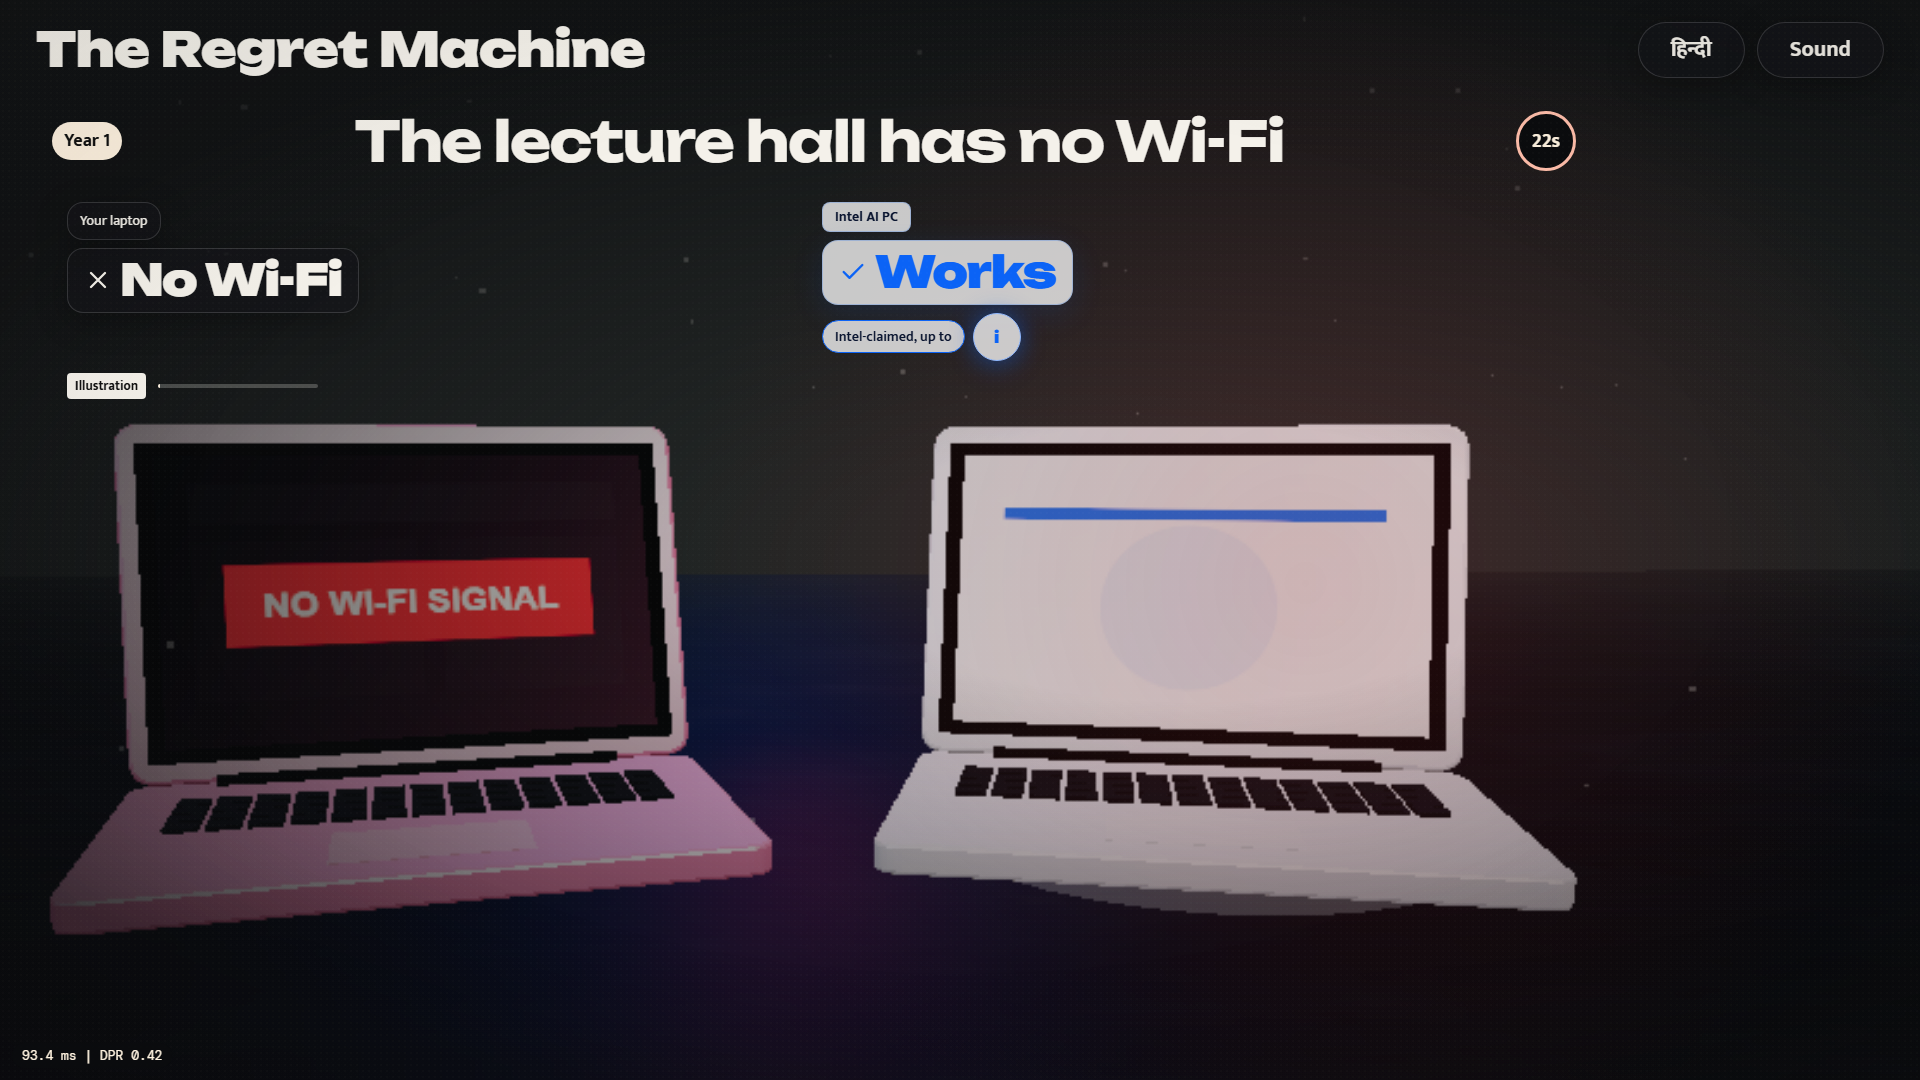 The Regret Machine
हिन्दी
Sound
Year 1
The lecture hall has no Wi-Fi
22s
Your laptop
No Wi-Fi
Intel AI PC
Works
Intel-claimed, up to
i
Illustration
NO WI-FI SIGNAL
93.4 ms | DPR 0.42